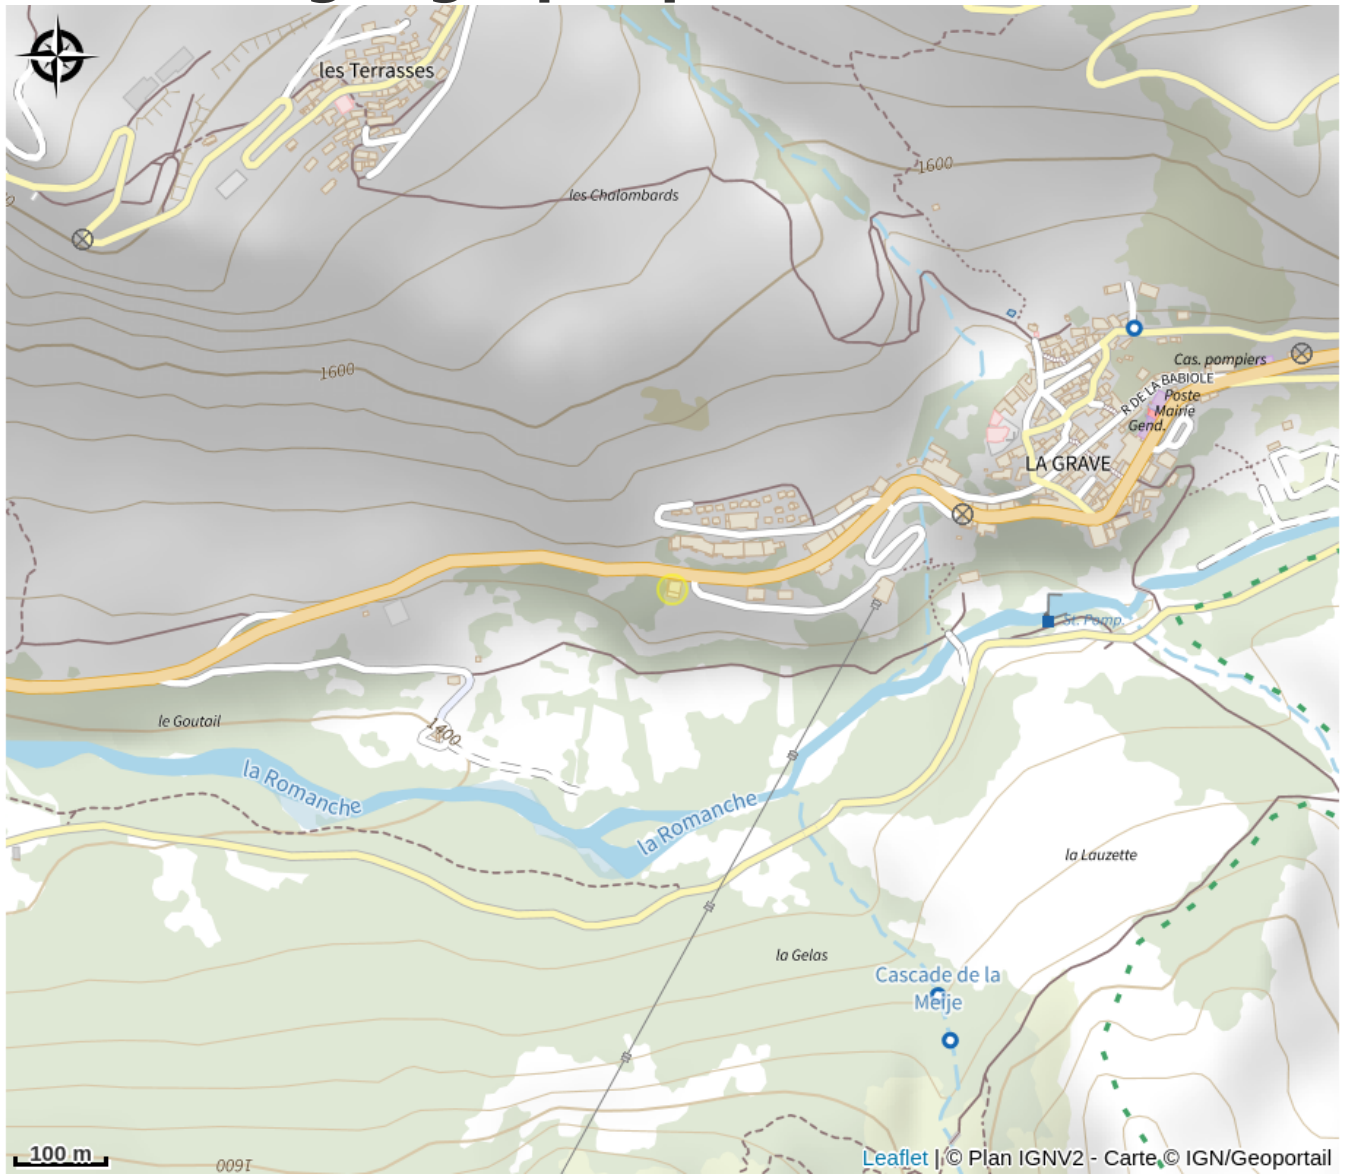 les Terrasses
les Chalombards
1600
1600
Cas. pompiers
R DE LA BABIOLE
Poste
Mairie
Gend.
LA GRAVE
St. Pomp.
le Goutail
1400
la Romanche
la Romanche
la Lauzette
la Gelas
Cascade de la
Meije
100 m
1600
Leaflet | © Plan IGNV2 - Carte © IGN/Geoportail